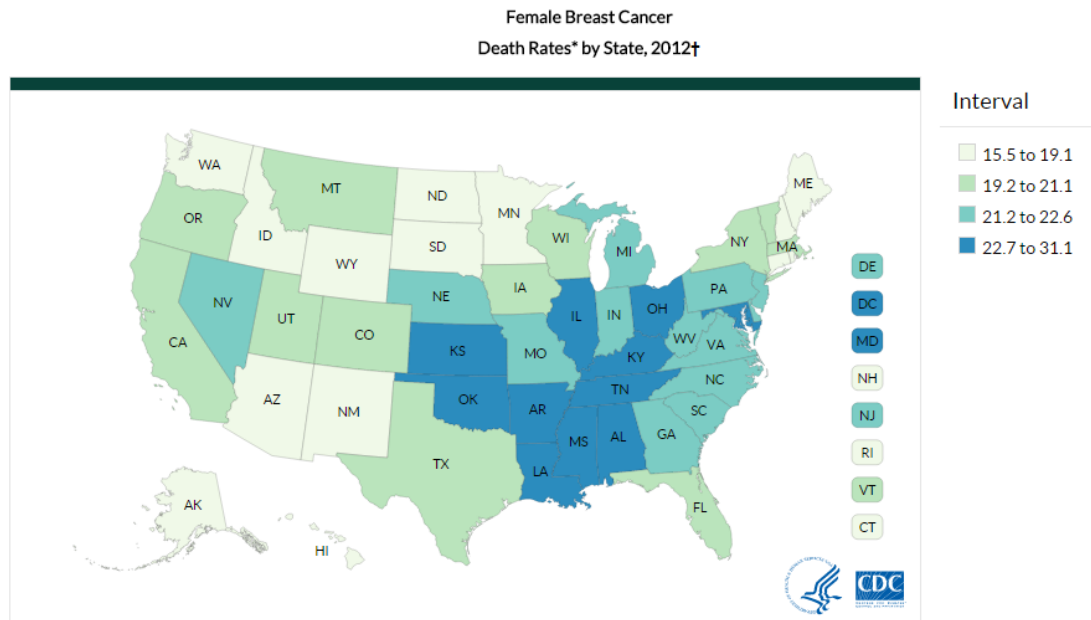 Female Breast Cancer
Death Rates* by State, 2012†
Interval
15.5 to 19.1
19.2 to 21.1
21.2 to 22.6
22.7 to 31.1
WA
MT
ND
MN
ME
OR
ID
SD
WI
NY
MA
WY
MI
NV
NE
IA
PA
UT
CO
IL
IN
OH
CA
KS
MO
WV
VA
KY
AZ
NM
OK
AR
TN
NC
SC
TX
LA
MS
AL
GA
FL
AK
HI
DE
DC
MD
NH
NJ
RI
VT
CT
CDC